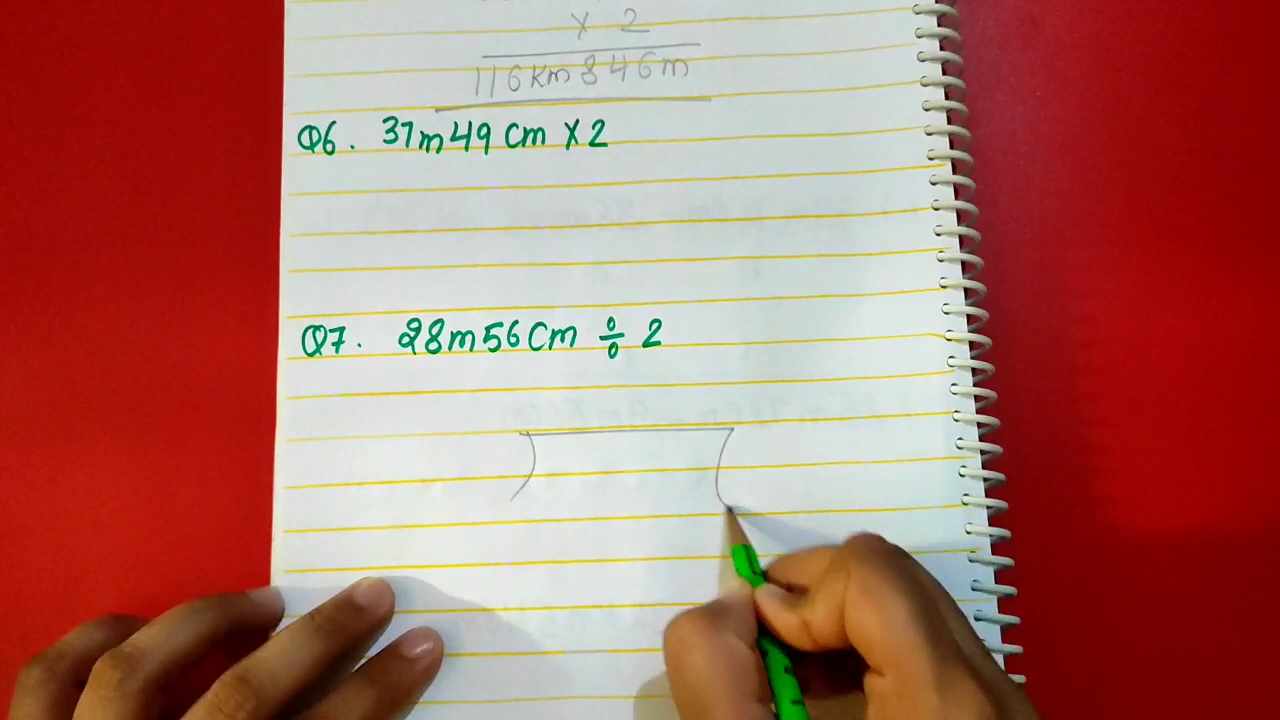 × 2
116 Km 846 m
Q6. 37m 49 cm × 2
Q7. 28m 56 Cm ÷ 2